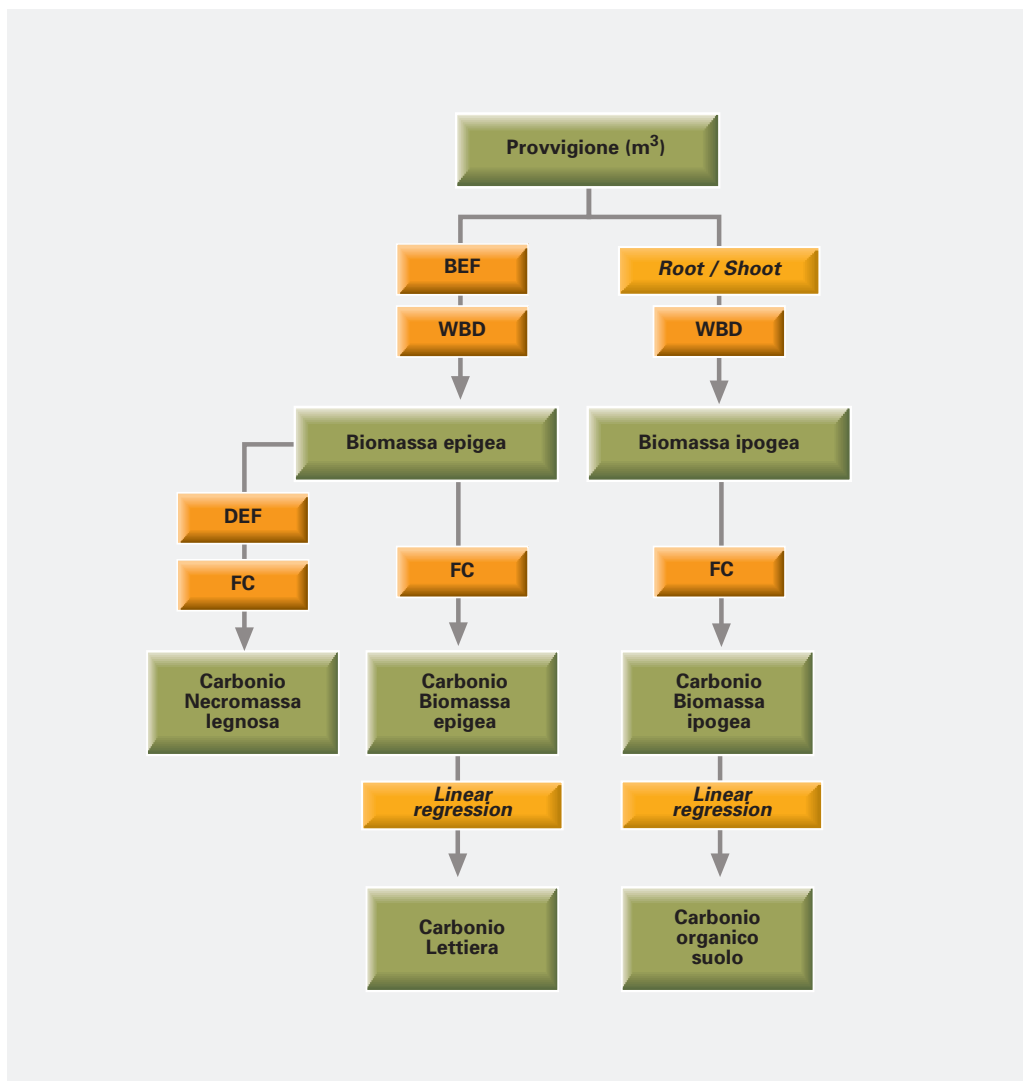 Provvigione (m³)
BEF
Root / Shoot
WBD
WBD
Biomassa epigea
Biomassa ipogea
DEF
FC
FC
FC
Carbonio
Necromassa
legnosa
Carbonio
Biomassa
epigea
Carbonio
Biomassa
ipogea
Linear
regression
Linear
regression
Carbonio
Lettiera
Carbonio
organico
suolo